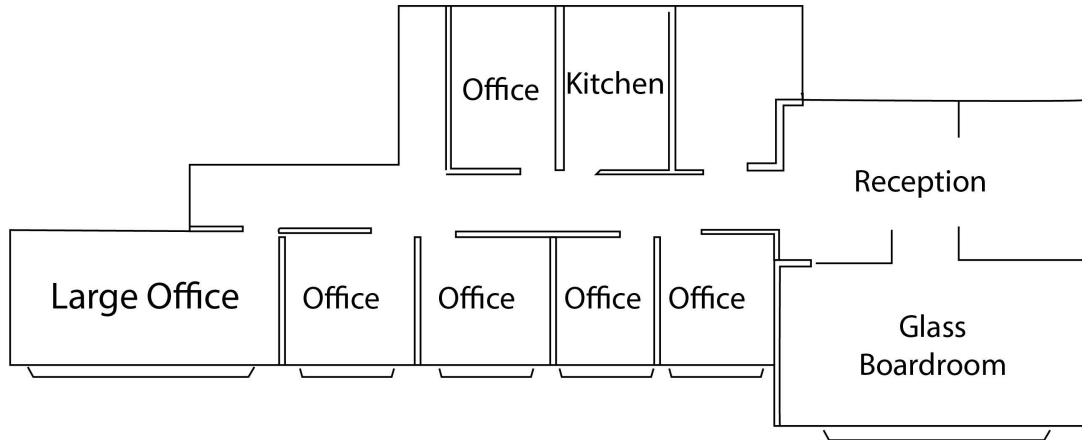 Office
Kitchen
Reception
Large Office
Office
Office
Office
Office
Glass
Boardroom